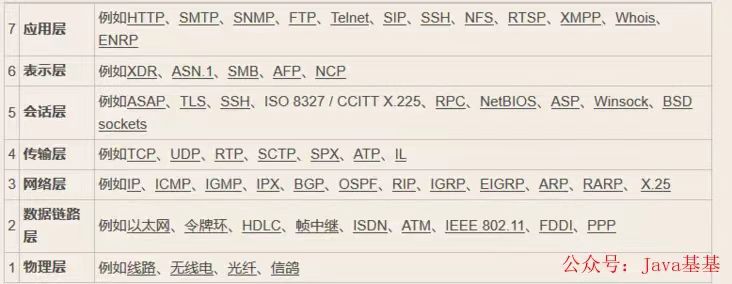 7 应用层 例如HTTP、SMTP、SNMP、FTP、Telnet、SIP、SSH、NFS、RTSP、XMPP、Whois、
ENRP
6 表示层 例如XDR、ASN.1、SMB、AFP、NCP
5 会话层 例如ASAP、TLS、SSH、ISO 8327 / CCITT X.225、RPC、NetBIOS、ASP、Winsock、BSD
sockets
4 传输层 例如TCP、UDP、RTP、SCTP、SPX、ATP、IL
3 网络层 例如IP、ICMP、IGMP、IPX、BGP、OSPF、RIP、IGRP、EIGRP、ARP、RARP、 X.25
2 数据链路
层 例如以太网、令牌环、HDLC、帧中继、ISDN、ATM、IEEE 802.11、FDDI、PPP
1 物理层 例如线路、无线电、光纤、信鸽
公众号：Java基基